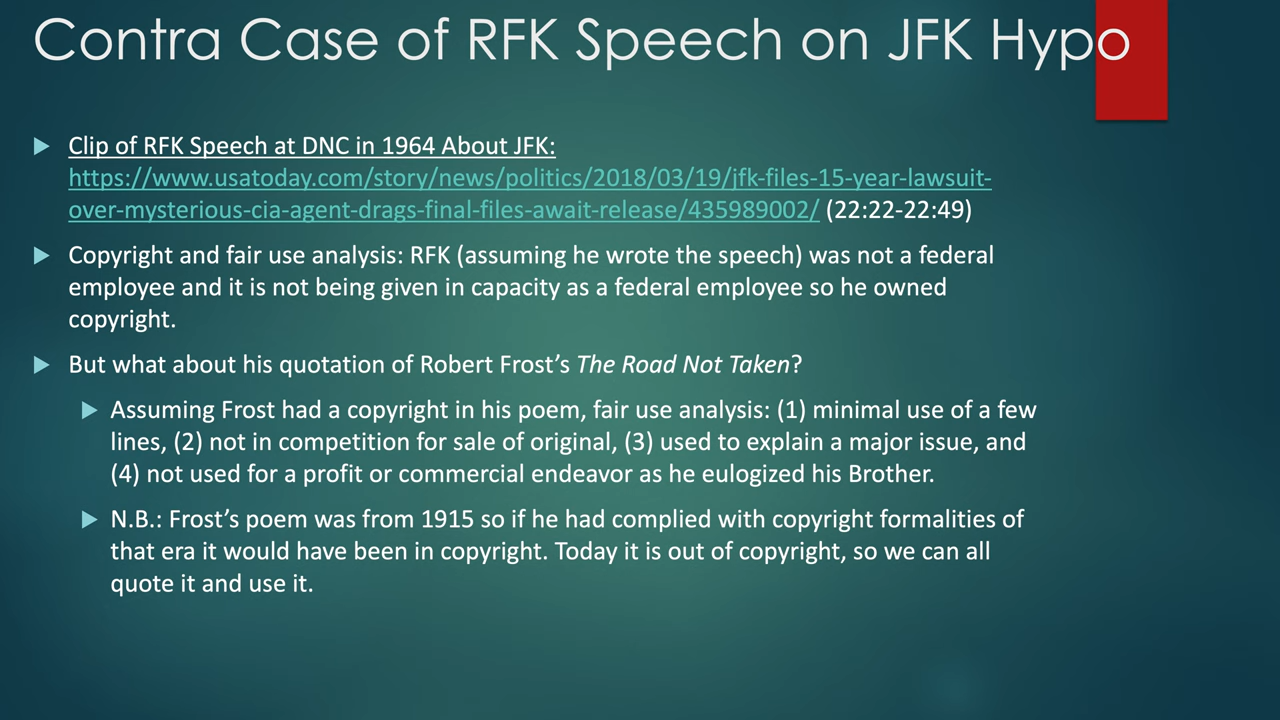 Contra Case of RFK Speech on JFK Hypo
Clip of RFK Speech at DNC in 1964 About JFK:
https://www.usatoday.com/story/news/politics/2018/03/19/jfk-files-15-year-lawsuit-
over-mysterious-cia-agent-drags-final-files-await-release/435989002/ (22:22-22:49)
Copyright and fair use analysis: RFK (assuming he wrote the speech) was not a federal
employee and it is not being given in capacity as a federal employee so he owned
copyright.
But what about his quotation of Robert Frost’s The Road Not Taken?
Assuming Frost had a copyright in his poem, fair use analysis: (1) minimal use of a few
lines, (2) not in competition for sale of original, (3) used to explain a major issue, and
(4) not used for a profit or commercial endeavor as he eulogized his Brother.
N.B.: Frost’s poem was from 1915 so if he had complied with copyright formalities of
that era it would have been in copyright. Today it is out of copyright, so we can all
quote it and use it.